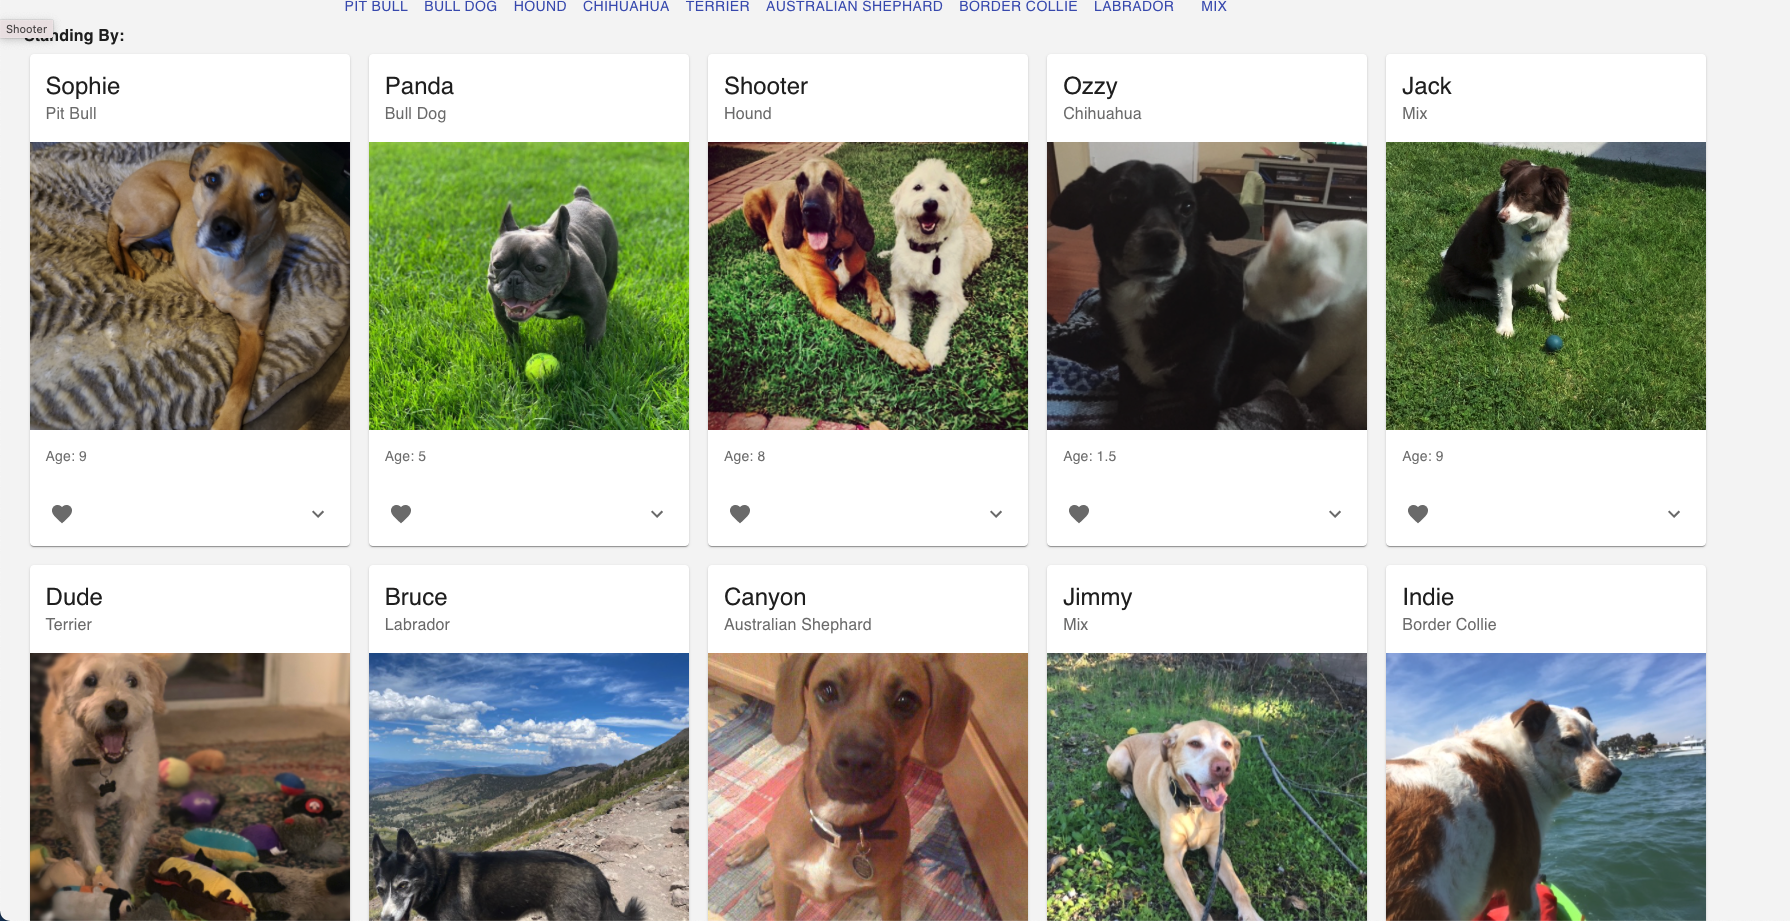 PIT BULL BULL DOG HOUND CHIHUAHUA TERRIER AUSTRALIAN SHEPHARD BORDER COLLIE LABRADOR MIX
Shooter
Standing By:
Sophie
Pit Bull
Age: 9
Panda
Bull Dog
Age: 5
Shooter
Hound
Age: 8
Ozzy
Chihuahua
Age: 1.5
Jack
Mix
Age: 9
Dude
Terrier
Bruce
Labrador
Canyon
Australian Shephard
Jimmy
Mix
Indie
Border Collie